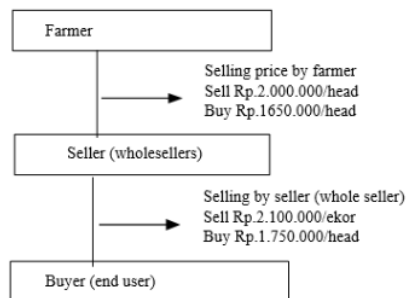 Farmer
Selling price by farmer
Sell Rp.2.000.000/head
Buy Rp.1650.000/head
Seller (wholesellers)
Selling by seller (whole seller)
Sell Rp.2.100.000/ekor
Buy Rp.1.750.000/head
Buyer (end user)